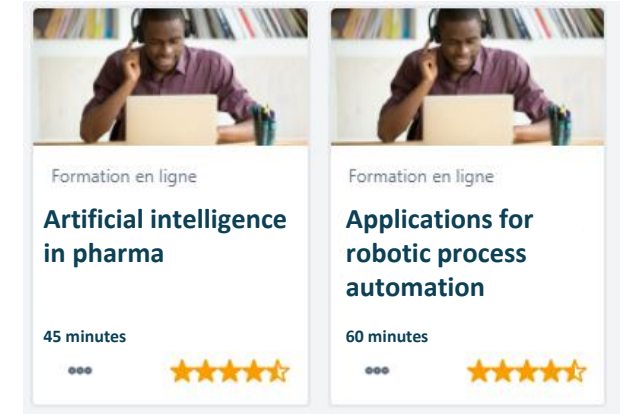 Formation en ligne
Artificial intelligence
in pharma
45 minutes
Formation en ligne
Applications for
robotic process
automation
60 minutes